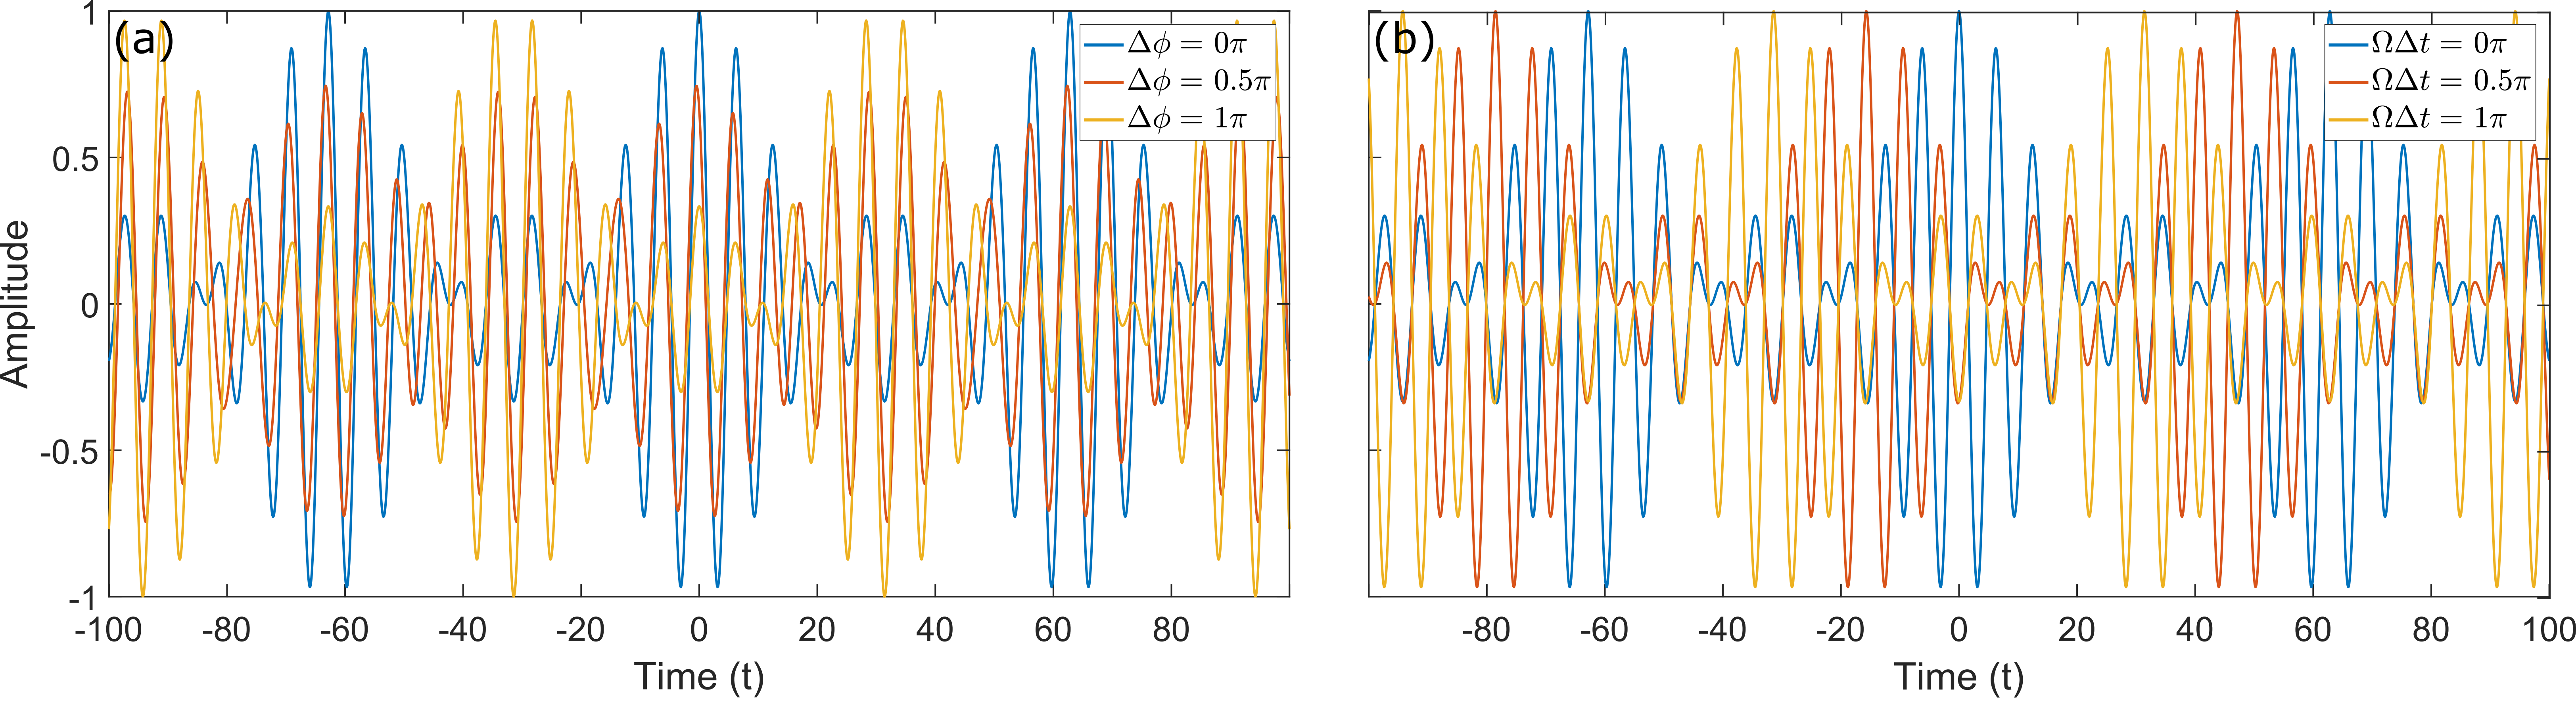 (a)
Δϕ = 0π
Δϕ = 0.5π
Δϕ = 1π
1
0.5
0
-0.5
-1
Amplitude
-100 -80 -60 -40 -20 0 20 40 60 80
Time (t)
(b)
ΩΔt = 0π
ΩΔt = 0.5π
ΩΔt = 1π
-80 -60 -40 -20 0 20 40 60 80 100
Time (t)